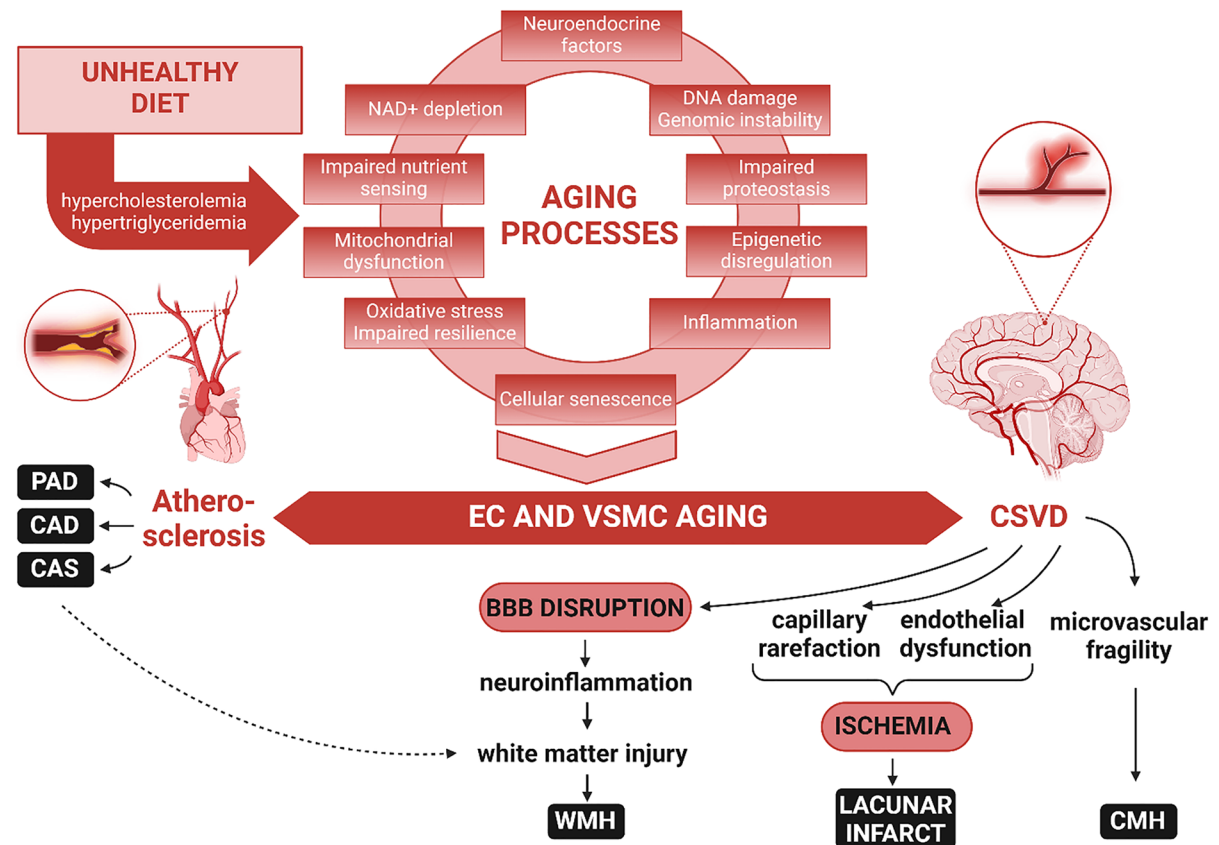 UNHEALTHY
DIET
hypercholesterolemia
hypertriglyceridemia
Neuroendocrine
factors
NAD+ depletion
DNA damage
Genomic instability
Impaired nutrient
sensing
Impaired
proteostasis
AGING
PROCESSES
Mitochondrial
dysfunction
Epigenetic
disregulation
Oxidative stress
Impaired resilience
Inflammation
Cellular senescence
PAD
CAD
CAS
Athero-
sclerosis
EC AND VSMC AGING
CSVD
BBB DISRUPTION
neuroinflammation
white matter injury
WMH
capillary
rarefaction
endothelial
dysfunction
ISCHEMIA
LACUNAR
INFARCT
microvascular
fragility
CMH